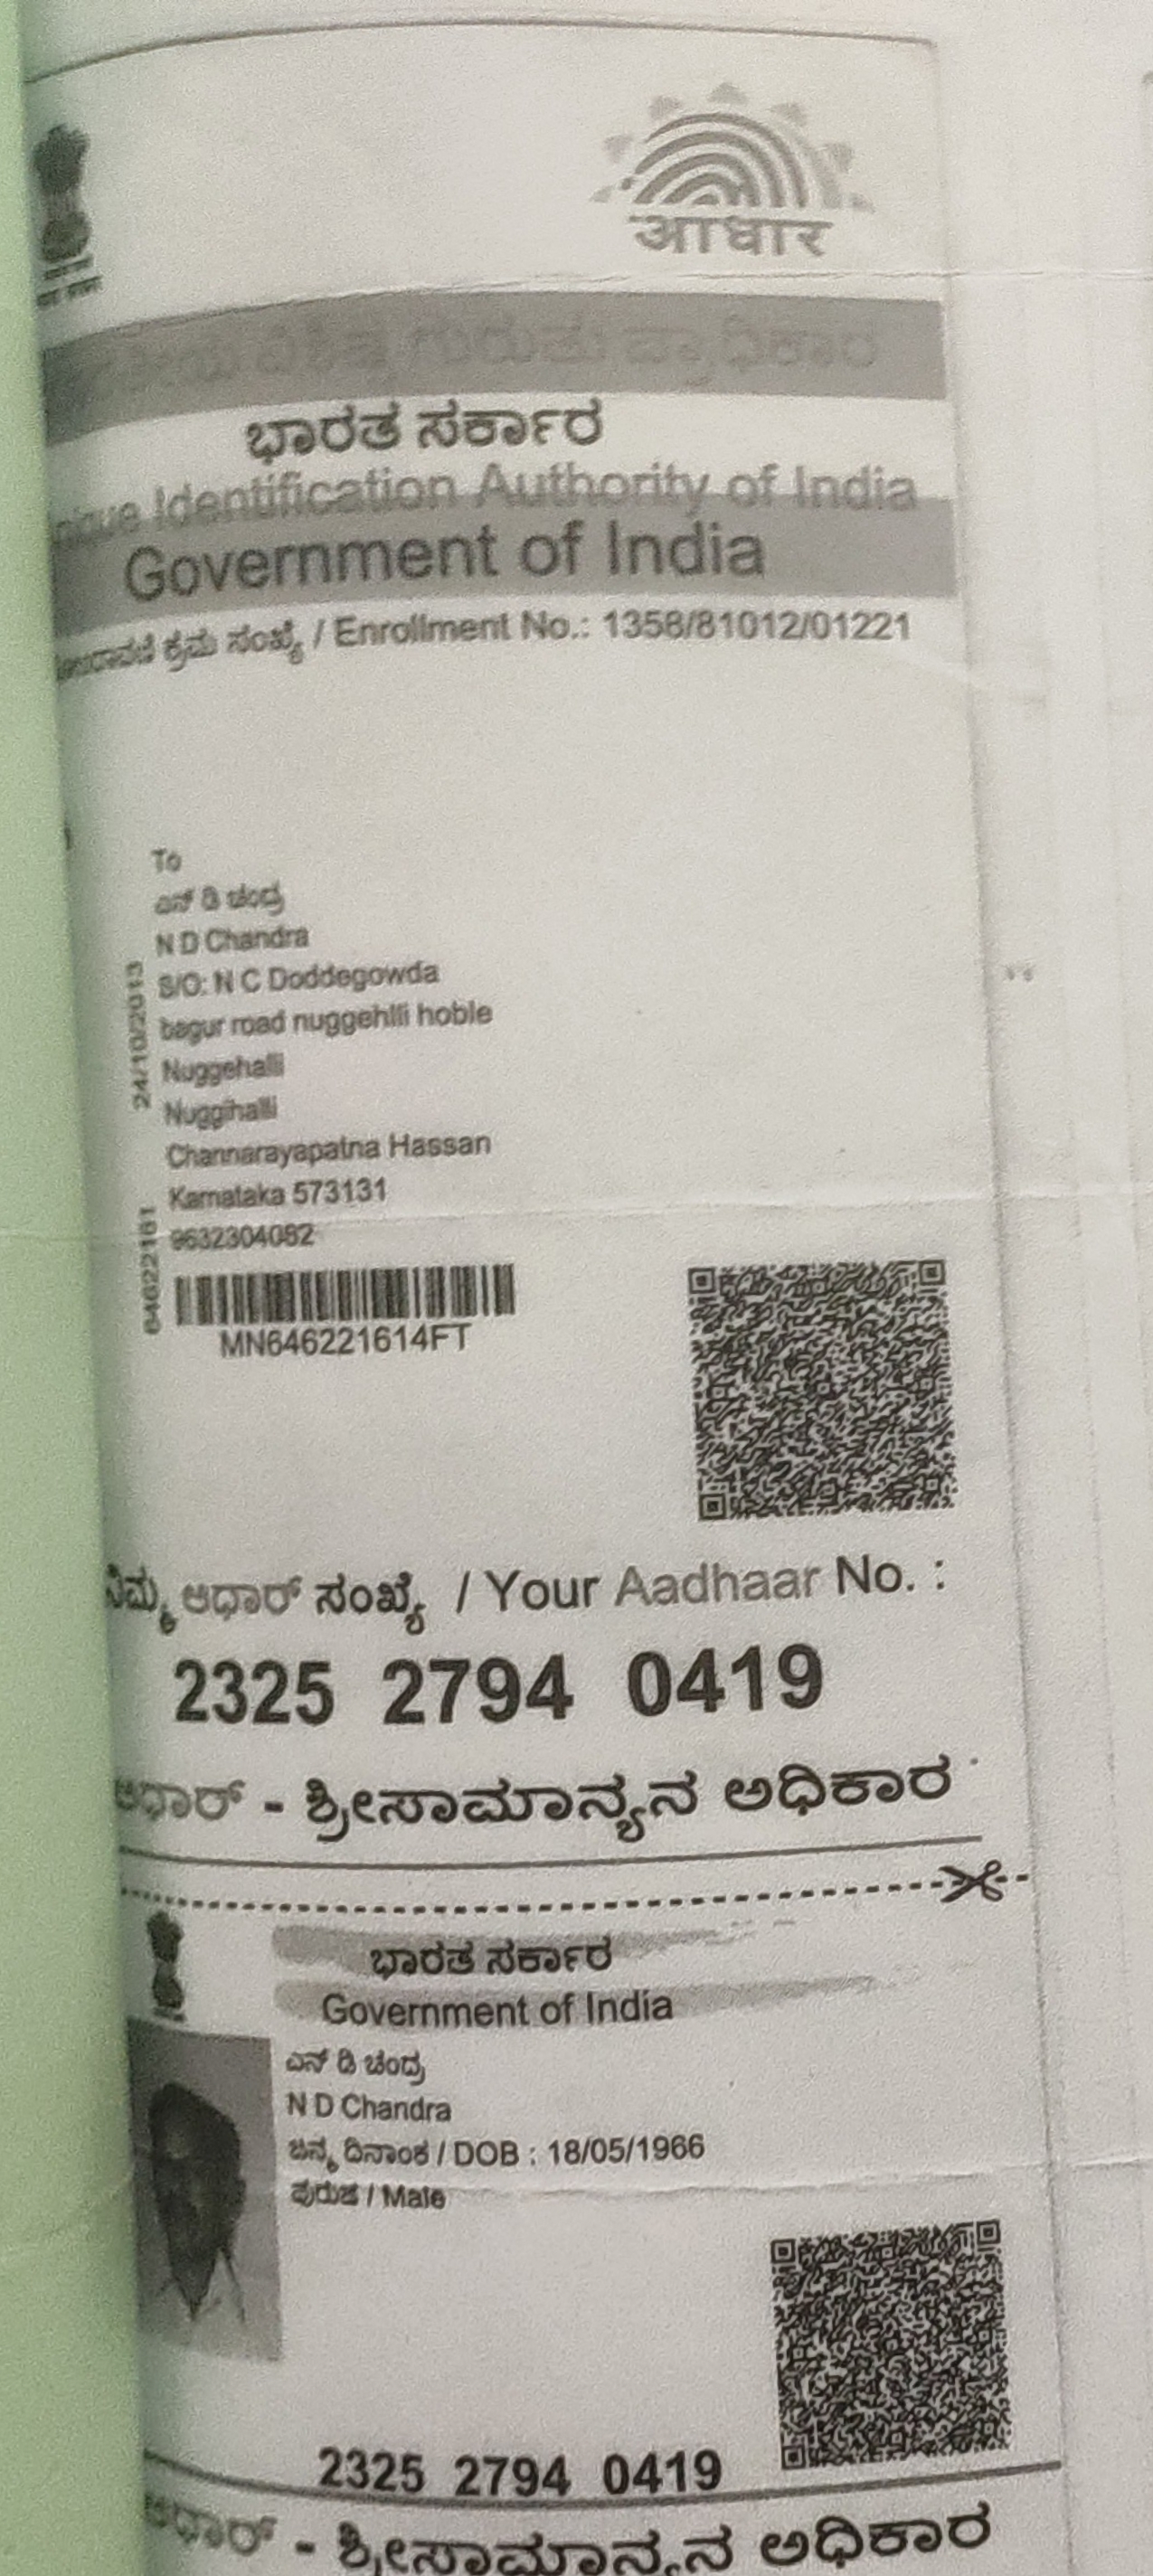 आधार
ಗುರುತು ಪ್ರಾಧಿಕಾರ
ಭಾರತ ಸರ್ಕಾರ
Unique Identification Authority of India
Government of India
ಕ್ರಮ ಸಂಖ್ಯೆ / Enrollment No.: 1358/81012/01221
To
ಎನ್ ಡಿ ಚಂದ್ರ
N D Chandra
S/O: N C Doddegowda
bagur road nuggehlli hoble
Nuggehalli
Nuggihalli
Channarayapatna Hassan
Karnataka 573131
9632304082
24/10/2013
MN646221614FT
ನಿಮ್ಮ ಆಧಾರ್ ಸಂಖ್ಯೆ / Your Aadhaar No. :
2325 2794 0419
ಆಧಾರ್ - ಶ್ರೀಸಾಮಾನ್ಯನ ಅಧಿಕಾರ
ಭಾರತ ಸರ್ಕಾರ
Government of India
ಎನ್ ಡಿ ಚಂದ್ರ
N D Chandra
ಜನ್ಮ ದಿನಾಂಕ / DOB : 18/05/1966
ಪುರುಷ / Male
2325 2794 0419
ಆಧಾರ್ - ಶ್ರೀಸಾಮಾನ್ಯನ ಅಧಿಕಾರ